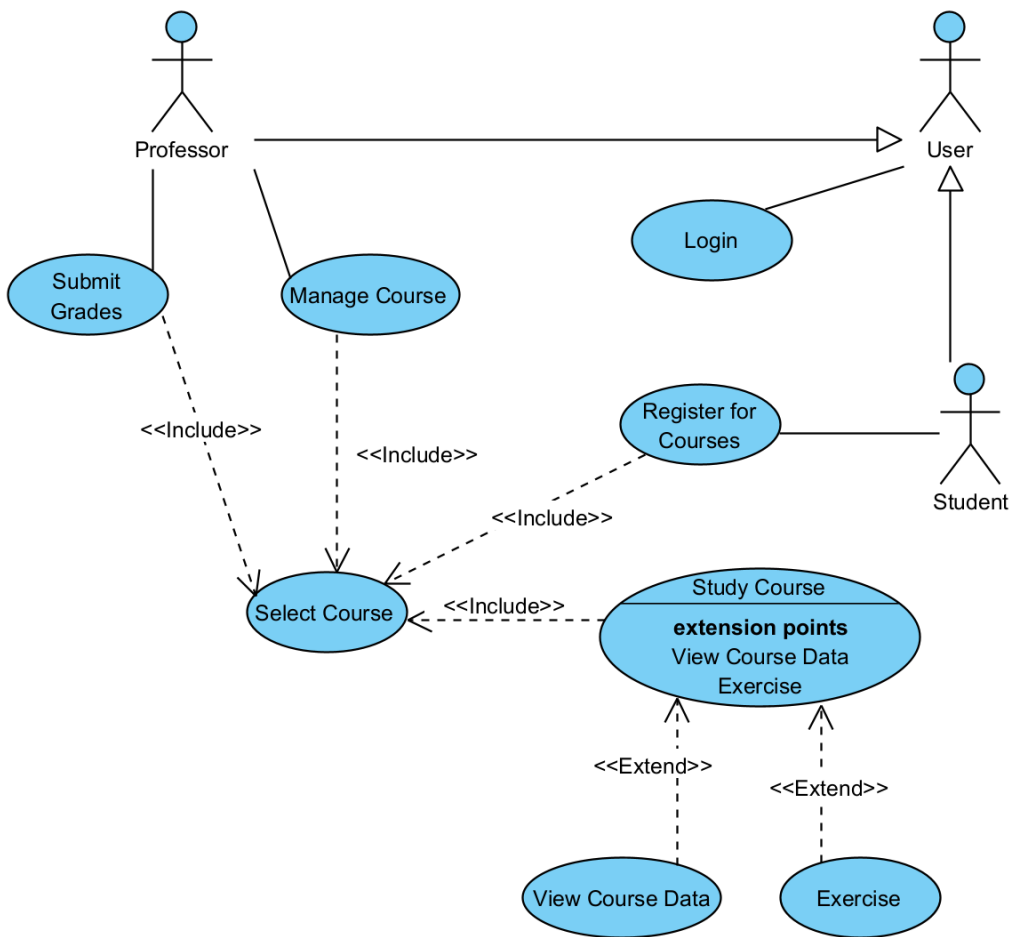 Professor
User
Login
Submit
Grades
Manage Course
Register for
Courses
<<Include>>
<<Include>>
Student
<<Include>>
Study Course
<<Include>>
Select Course
extension points
View Course Data
Exercise
<<Extend>>
<<Extend>>
View Course Data
Exercise